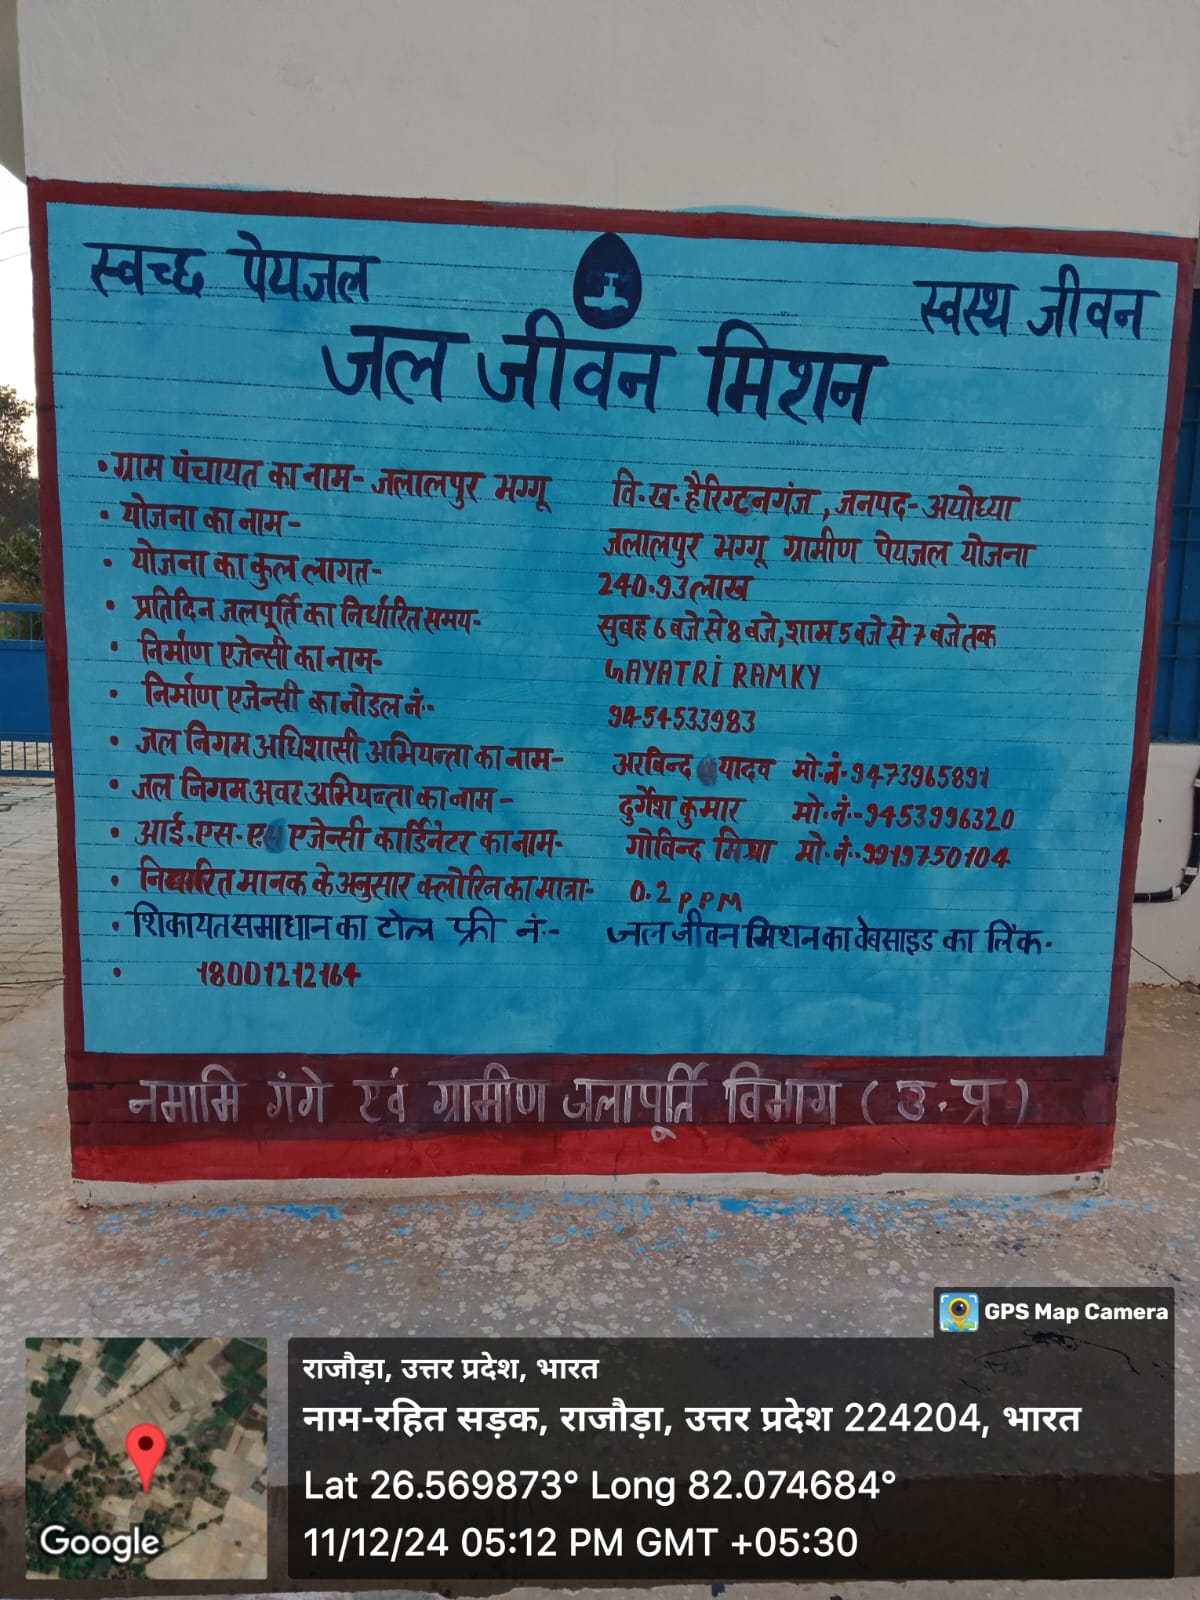 स्वच्छ पेयजल
स्वस्थ जीवन
जल जीवन मिशन
• ग्राम पंचायत का नाम- जलालपुर भग्गू वि.ख.-हैरिग्टनगंज, जनपद-अयोध्या
• योजना का नाम- जलालपुर भग्गू ग्रामीण पेयजल योजना
• योजना का कुल लागत- 240.93 लाख
• प्रतिदिन जलपूर्ति का निर्धारित समय:- सुबह 6 बजे से 8 बजे, शाम 5 बजे से 7 बजे तक
• निर्माण एजेन्सी का नाम:- GAYATRI RAMKY
• निर्माण एजेन्सी का नोडल नं:- 9454533983
• जल निगम अधिशासी अभियन्ता का नाम- अरविन्द यादव मो.नं-9473965891
• जल निगम अवर अभियन्ता का नाम- दुर्गेश कुमार मो.नं.-9453996320
• आई.एस.ए एजेन्सी कार्डिनेटर का नाम- गोविन्द मिश्रा मो.नं.-9919750104
• निर्धारित मानक के अनुसार क्लोरिन का मात्रा- 0.2 PPM
• शिकायत समाधान का टोल फ्री नं:- जल जीवन मिशन का वेबसाइड का लिंक-
• 18001212164
नमामि गंगे एवं ग्रामीण जलापूर्ति विभाग (उ.प्र)
GPS Map Camera
राजौड़ा, उत्तर प्रदेश, भारत
नाम-रहित सड़क, राजौड़ा, उत्तर प्रदेश 224204, भारत
Lat 26.569873° Long 82.074684°
11/12/24 05:12 PM GMT +05:30
Google